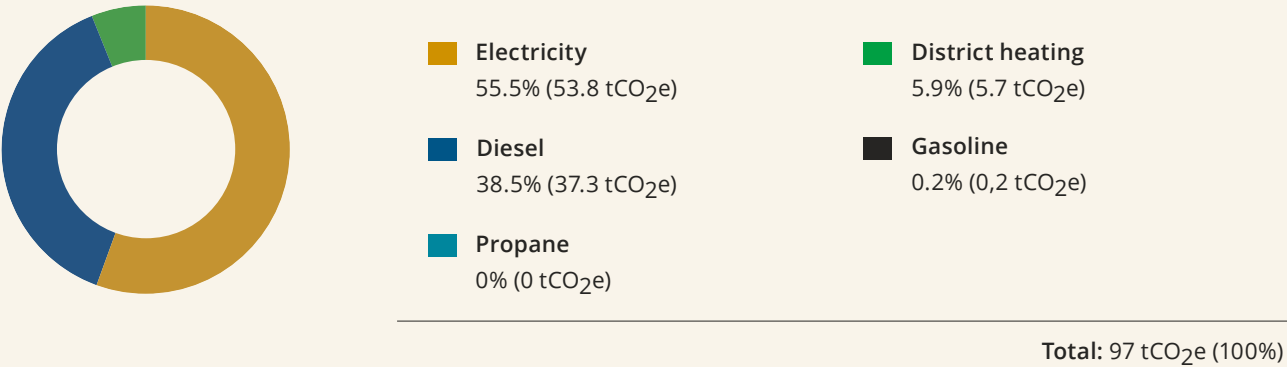 Electricity
55.5% (53.8 tCO2e)
Diesel
38.5% (37.3 tCO2e)
Propane
0% (0 tCO2e)
District heating
5.9% (5.7 tCO2e)
Gasoline
0.2% (0,2 tCO2e)
Total: 97 tCO2e (100%)